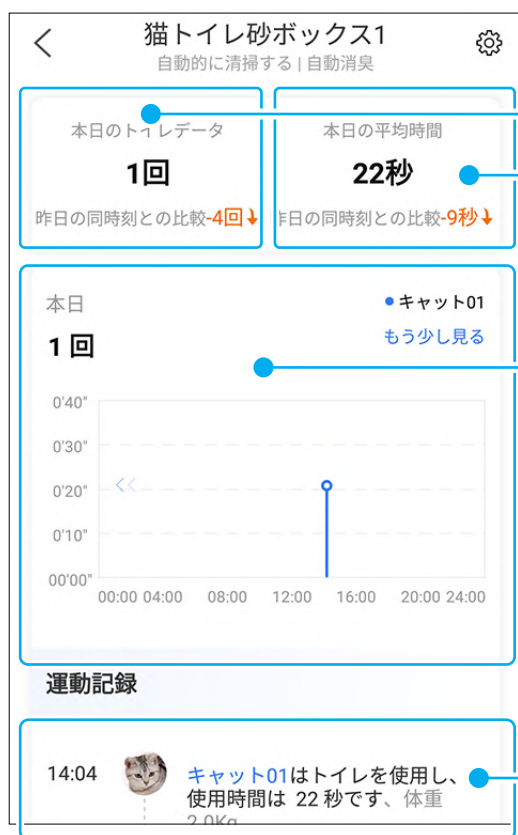 猫トイレ砂ボックス1
自動的に清掃する | 自動消臭
本日のトイレデータ
1回
昨日の同時刻との比較-4回
本日の平均時間
22秒
昨日の同時刻との比較-9秒
本日
1 回
キャット01
もう少し見る
0'40"
0'30"
0'20"
0'10"
00'00"
00:00 04:00 08:00 12:00 16:00 20:00 24:00
運動記録
14:04
キャット01はトイレを使用し、
使用時間は 22 秒です、体重
2.0Kg